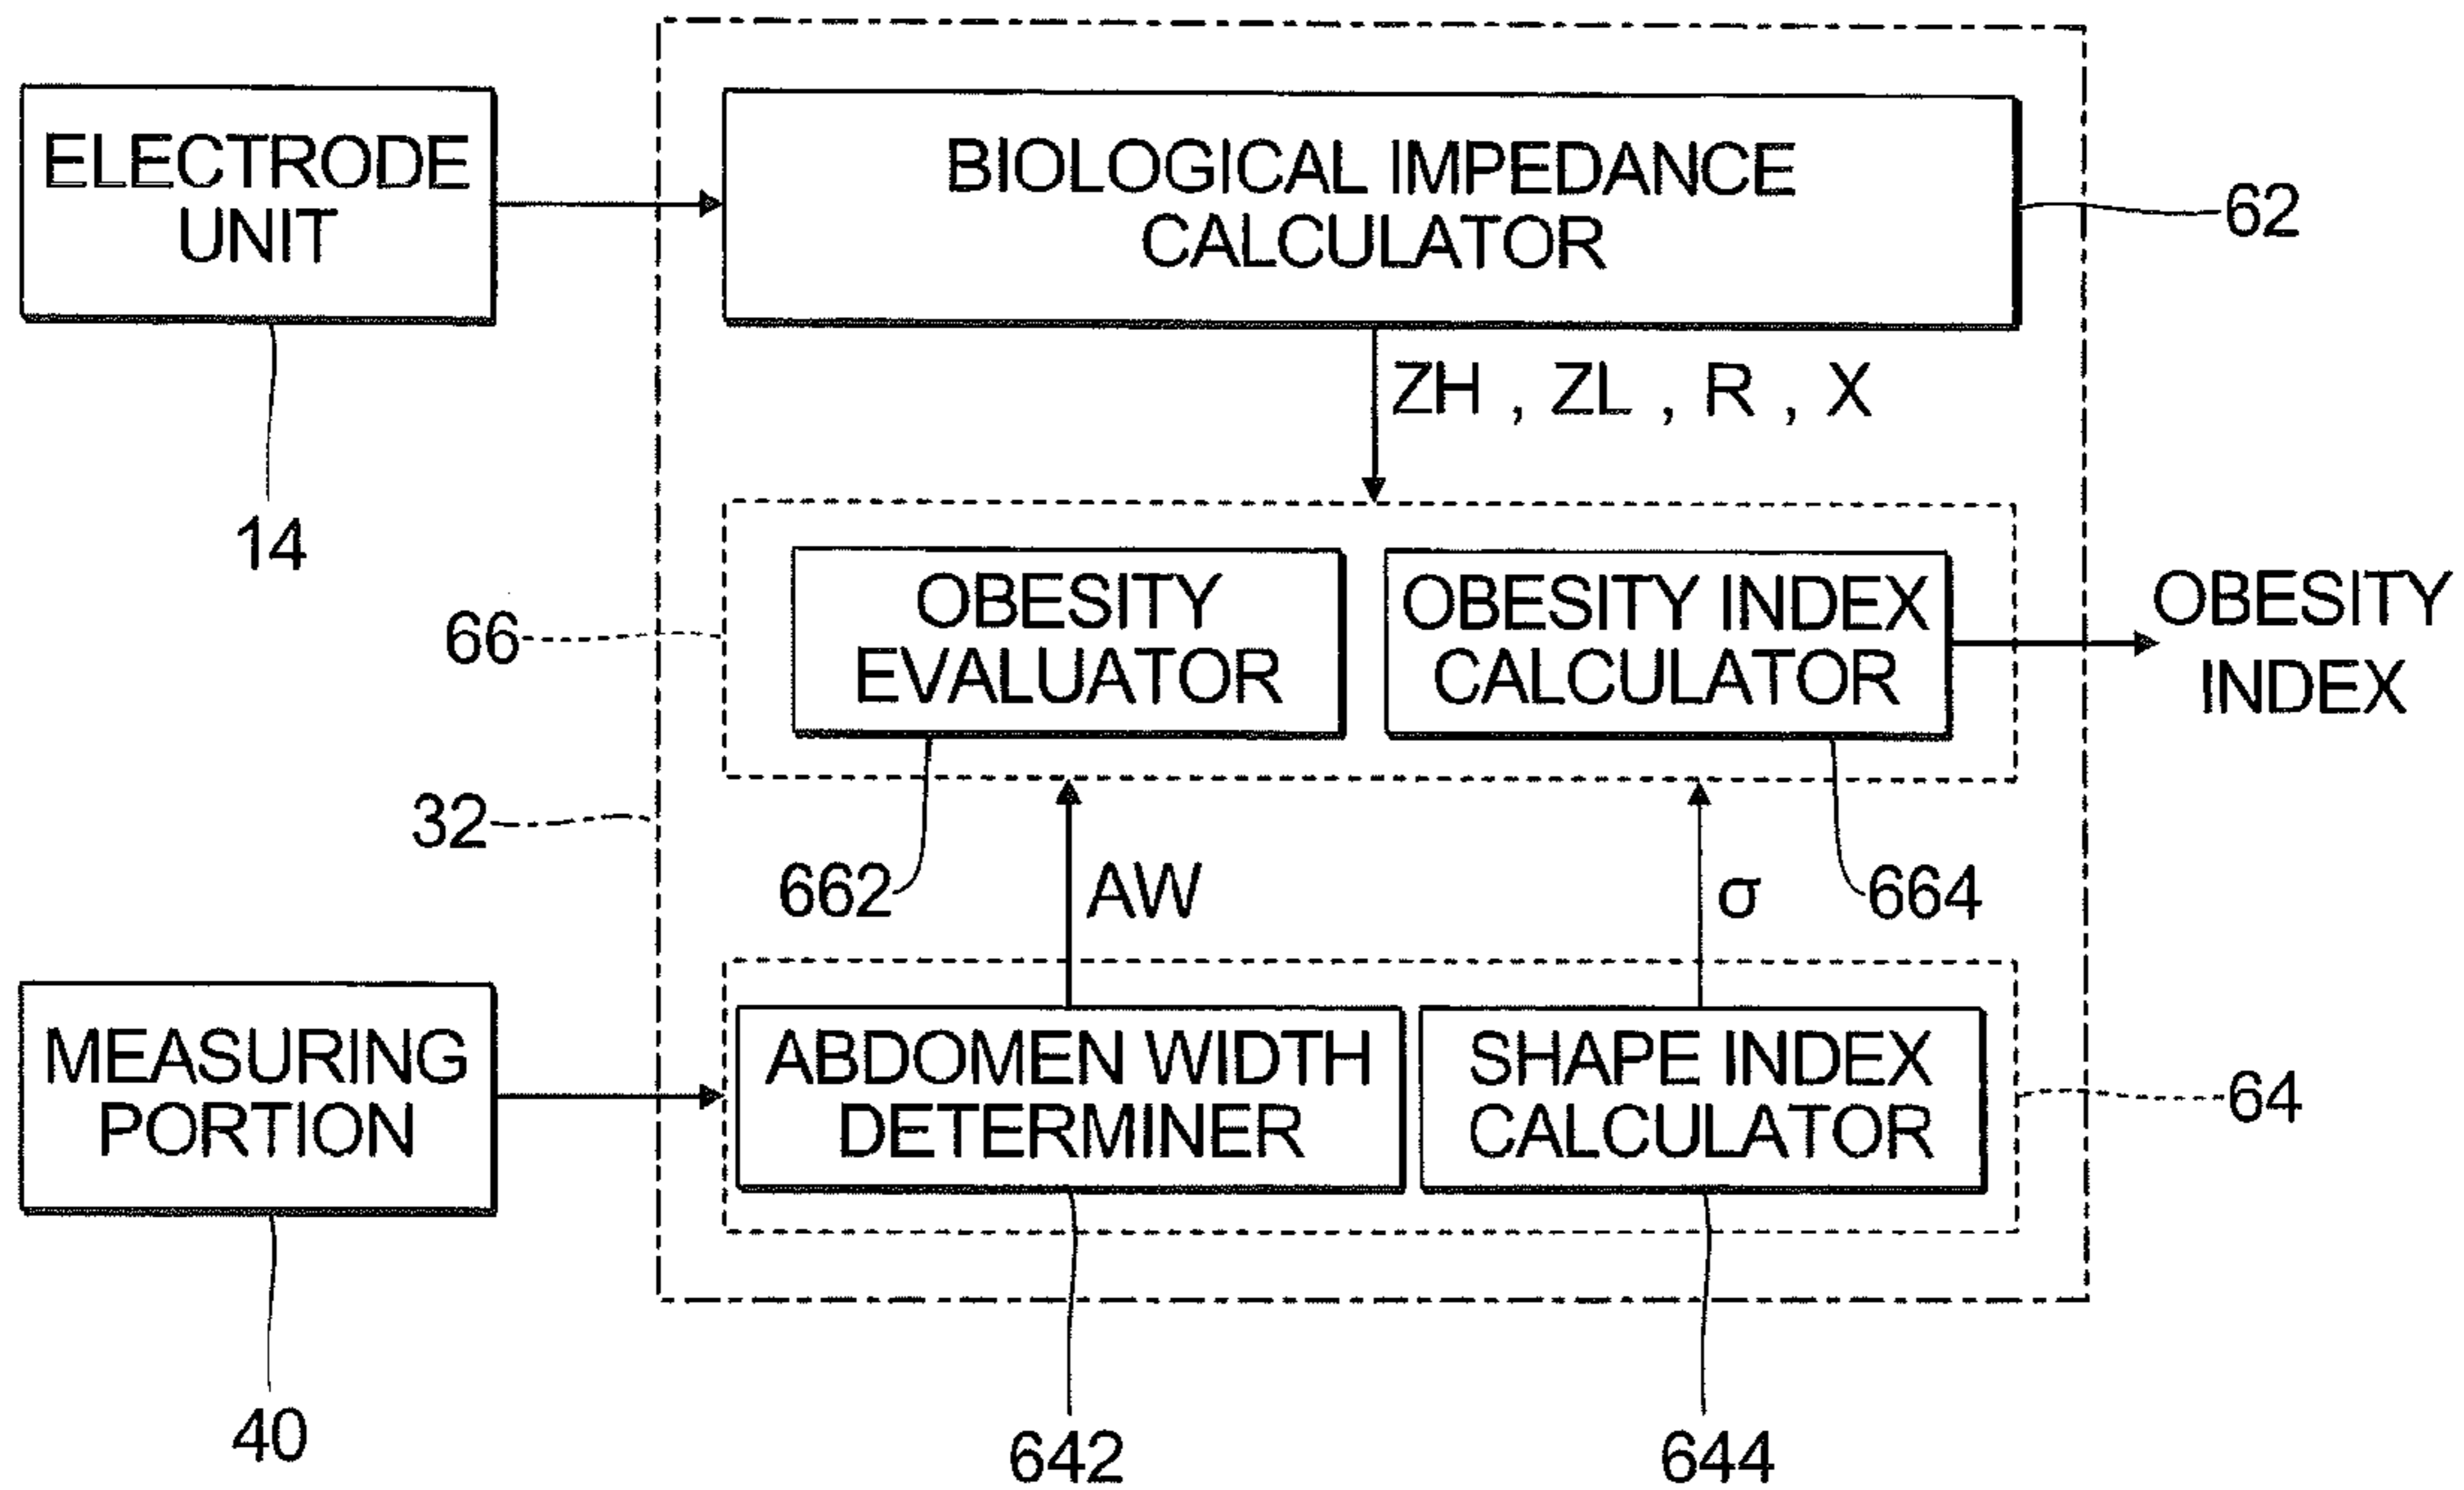 ELECTRODE
UNIT
14
BIOLOGICAL IMPEDANCE
CALCULATOR
62
ZH , ZL , R , X
66
OBESITY
EVALUATOR
OBESITY INDEX
CALCULATOR
OBESITY
INDEX
32
662
AW
σ
664
MEASURING
PORTION
40
ABDOMEN WIDTH
DETERMINER
SHAPE INDEX
CALCULATOR
64
642
644